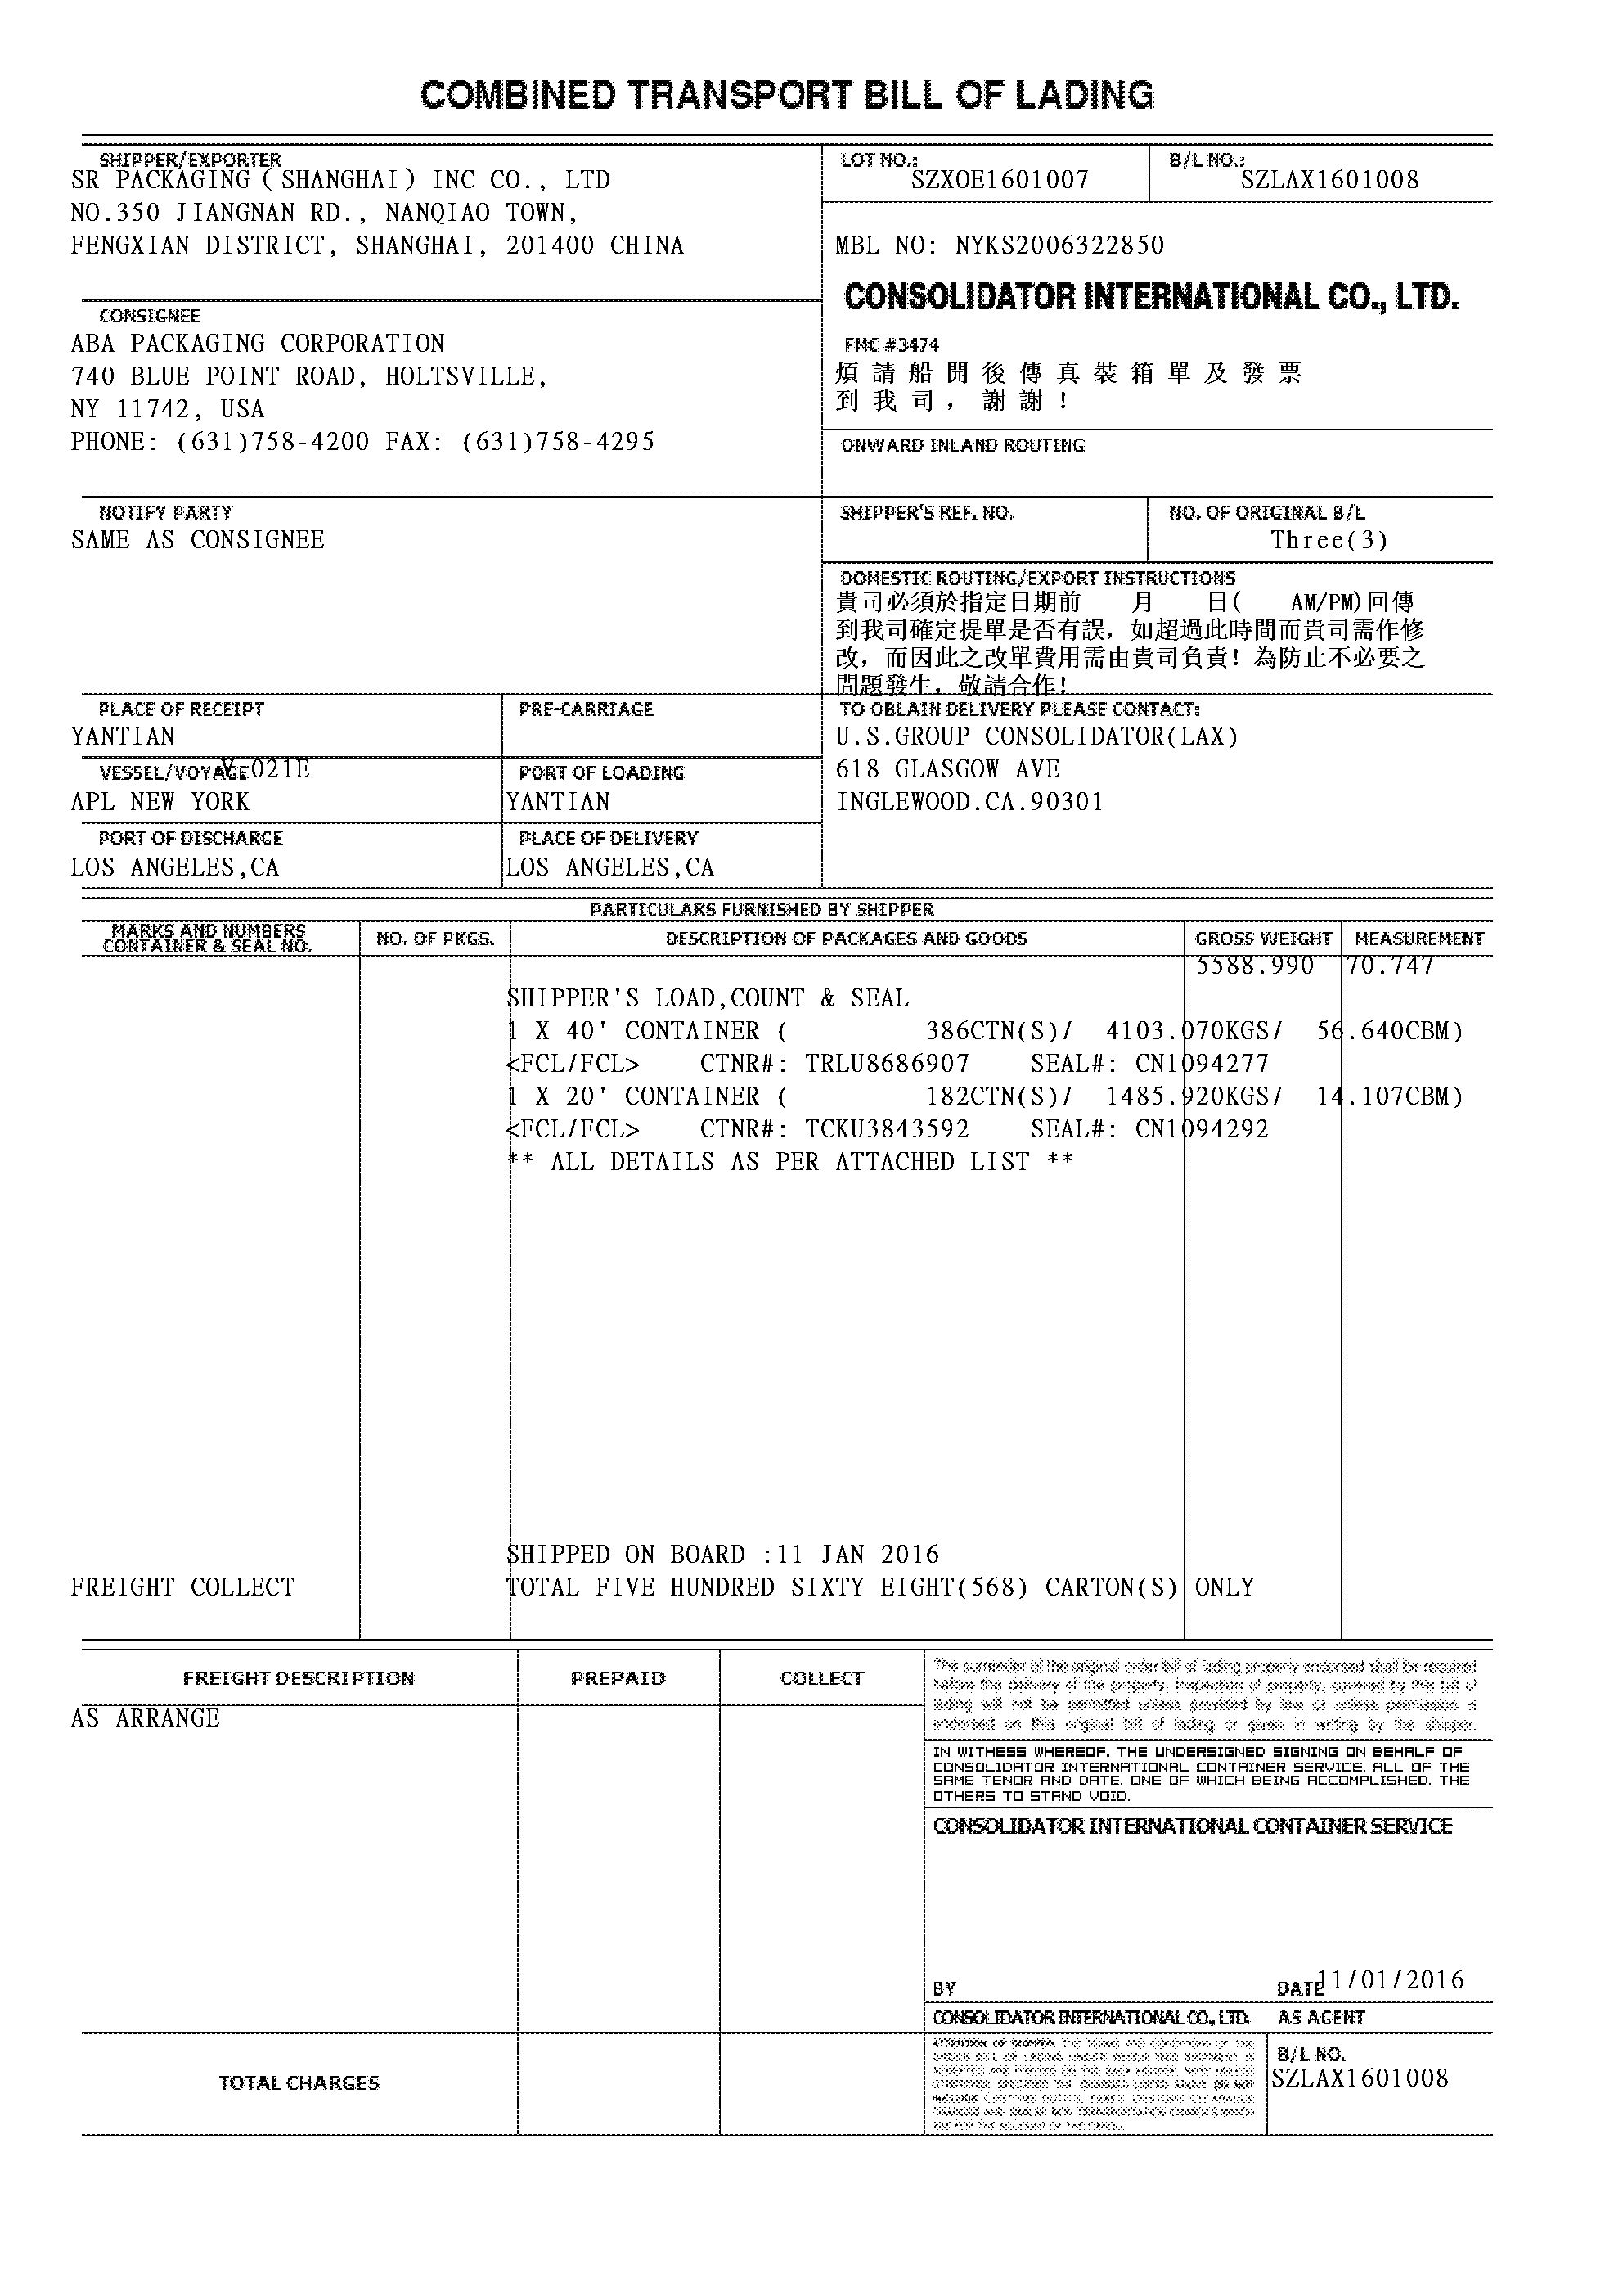 COMBINED TRANSPORT BILL OF LADING
SHIPPER/EXPORTER
SR PACKAGING (SHANGHAI) INC CO., LTD
NO.350 JIANGNAN RD., NANQIAO TOWN,
FENGXIAN DISTRICT, SHANGHAI, 201400 CHINA
LOT NO.:
SZXOE1601007
B/L NO.:
SZLAX1601008
MBL NO: NYKS2006322850
CONSOLIDATOR INTERNATIONAL CO., LTD.
FMC #3474
煩請船開後傳真裝箱單及發票
到我司，謝謝！
CONSIGNEE
ABA PACKAGING CORPORATION
740 BLUE POINT ROAD, HOLTSVILLE,
NY 11742, USA
PHONE: (631)758-4200 FAX: (631)758-4295
ONWARD INLAND ROUTING
NOTIFY PARTY
SAME AS CONSIGNEE
SHIPPER'S REF. NO.
NO. OF ORIGINAL B/L
Three(3)
DOMESTIC ROUTING/EXPORT INSTRUCTIONS
貴司必須於指定日期前 月 日( AM/PM)回傳
到我司確定提單是否有誤，如超過此時間而貴司需作修
改，而因此之改單費用需由貴司負責！為防止不必要之
問題發生，敬請合作！
PLACE OF RECEIPT
YANTIAN
PRE-CARRIAGE
TO OBLAIN DELIVERY PLEASE CONTACT:
U.S.GROUP CONSOLIDATOR(LAX)
618 GLASGOW AVE
INGLEWOOD.CA.90301
VESSEL/VOYAGE V.021E
APL NEW YORK
PORT OF LOADING
YANTIAN
PORT OF DISCHARGE
LOS ANGELES,CA
PLACE OF DELIVERY
LOS ANGELES,CA
PARTICULARS FURNISHED BY SHIPPER
MARKS AND NUMBERS
CONTAINER & SEAL NO.
NO. OF PKGS.
DESCRIPTION OF PACKAGES AND GOODS
GROSS WEIGHT
MEASUREMENT
5588.990 70.747
SHIPPER'S LOAD,COUNT & SEAL
1 X 40' CONTAINER ( 386CTN(S)/ 4103.070KGS/ 56.640CBM)
<FCL/FCL> CTNR#: TRLU8686907 SEAL#: CN1094277
1 X 20' CONTAINER ( 182CTN(S)/ 1485.920KGS/ 14.107CBM)
<FCL/FCL> CTNR#: TCKU3843592 SEAL#: CN1094292
** ALL DETAILS AS PER ATTACHED LIST **
SHIPPED ON BOARD :11 JAN 2016
FREIGHT COLLECT
TOTAL FIVE HUNDRED SIXTY EIGHT(568) CARTON(S) ONLY
FREIGHT DESCRIPTION
PREPAID
COLLECT
AS ARRANGE
The surrender of the original order bill of lading properly endorsed shall be required
before the delivery of the property. Inspection of property covered by this bill of
lading will not be permitted unless provided by law or unless permission is
endorsed on this original bill of lading or given in writing by the shipper.
IN WITHESS WHEREOF. THE UNDERSIGNED SIGNING ON BEHALF OF
CONSOLIDATOR INTERNATIONAL CONTAINER SERVICE. ALL OF THE
SAME TENOR AND DATE. ONE OF WHICH BEING ACCOMPLISHED. THE
OTHERS TO STAND VOID.
CONSOLIDATOR INTERNATIONAL CONTAINER SERVICE
BY
DATE 11/01/2016
CONSOLIDATOR INTERNATIONAL CO., LTD. AS AGENT
TOTAL CHARGES
B/L NO.
SZLAX1601008